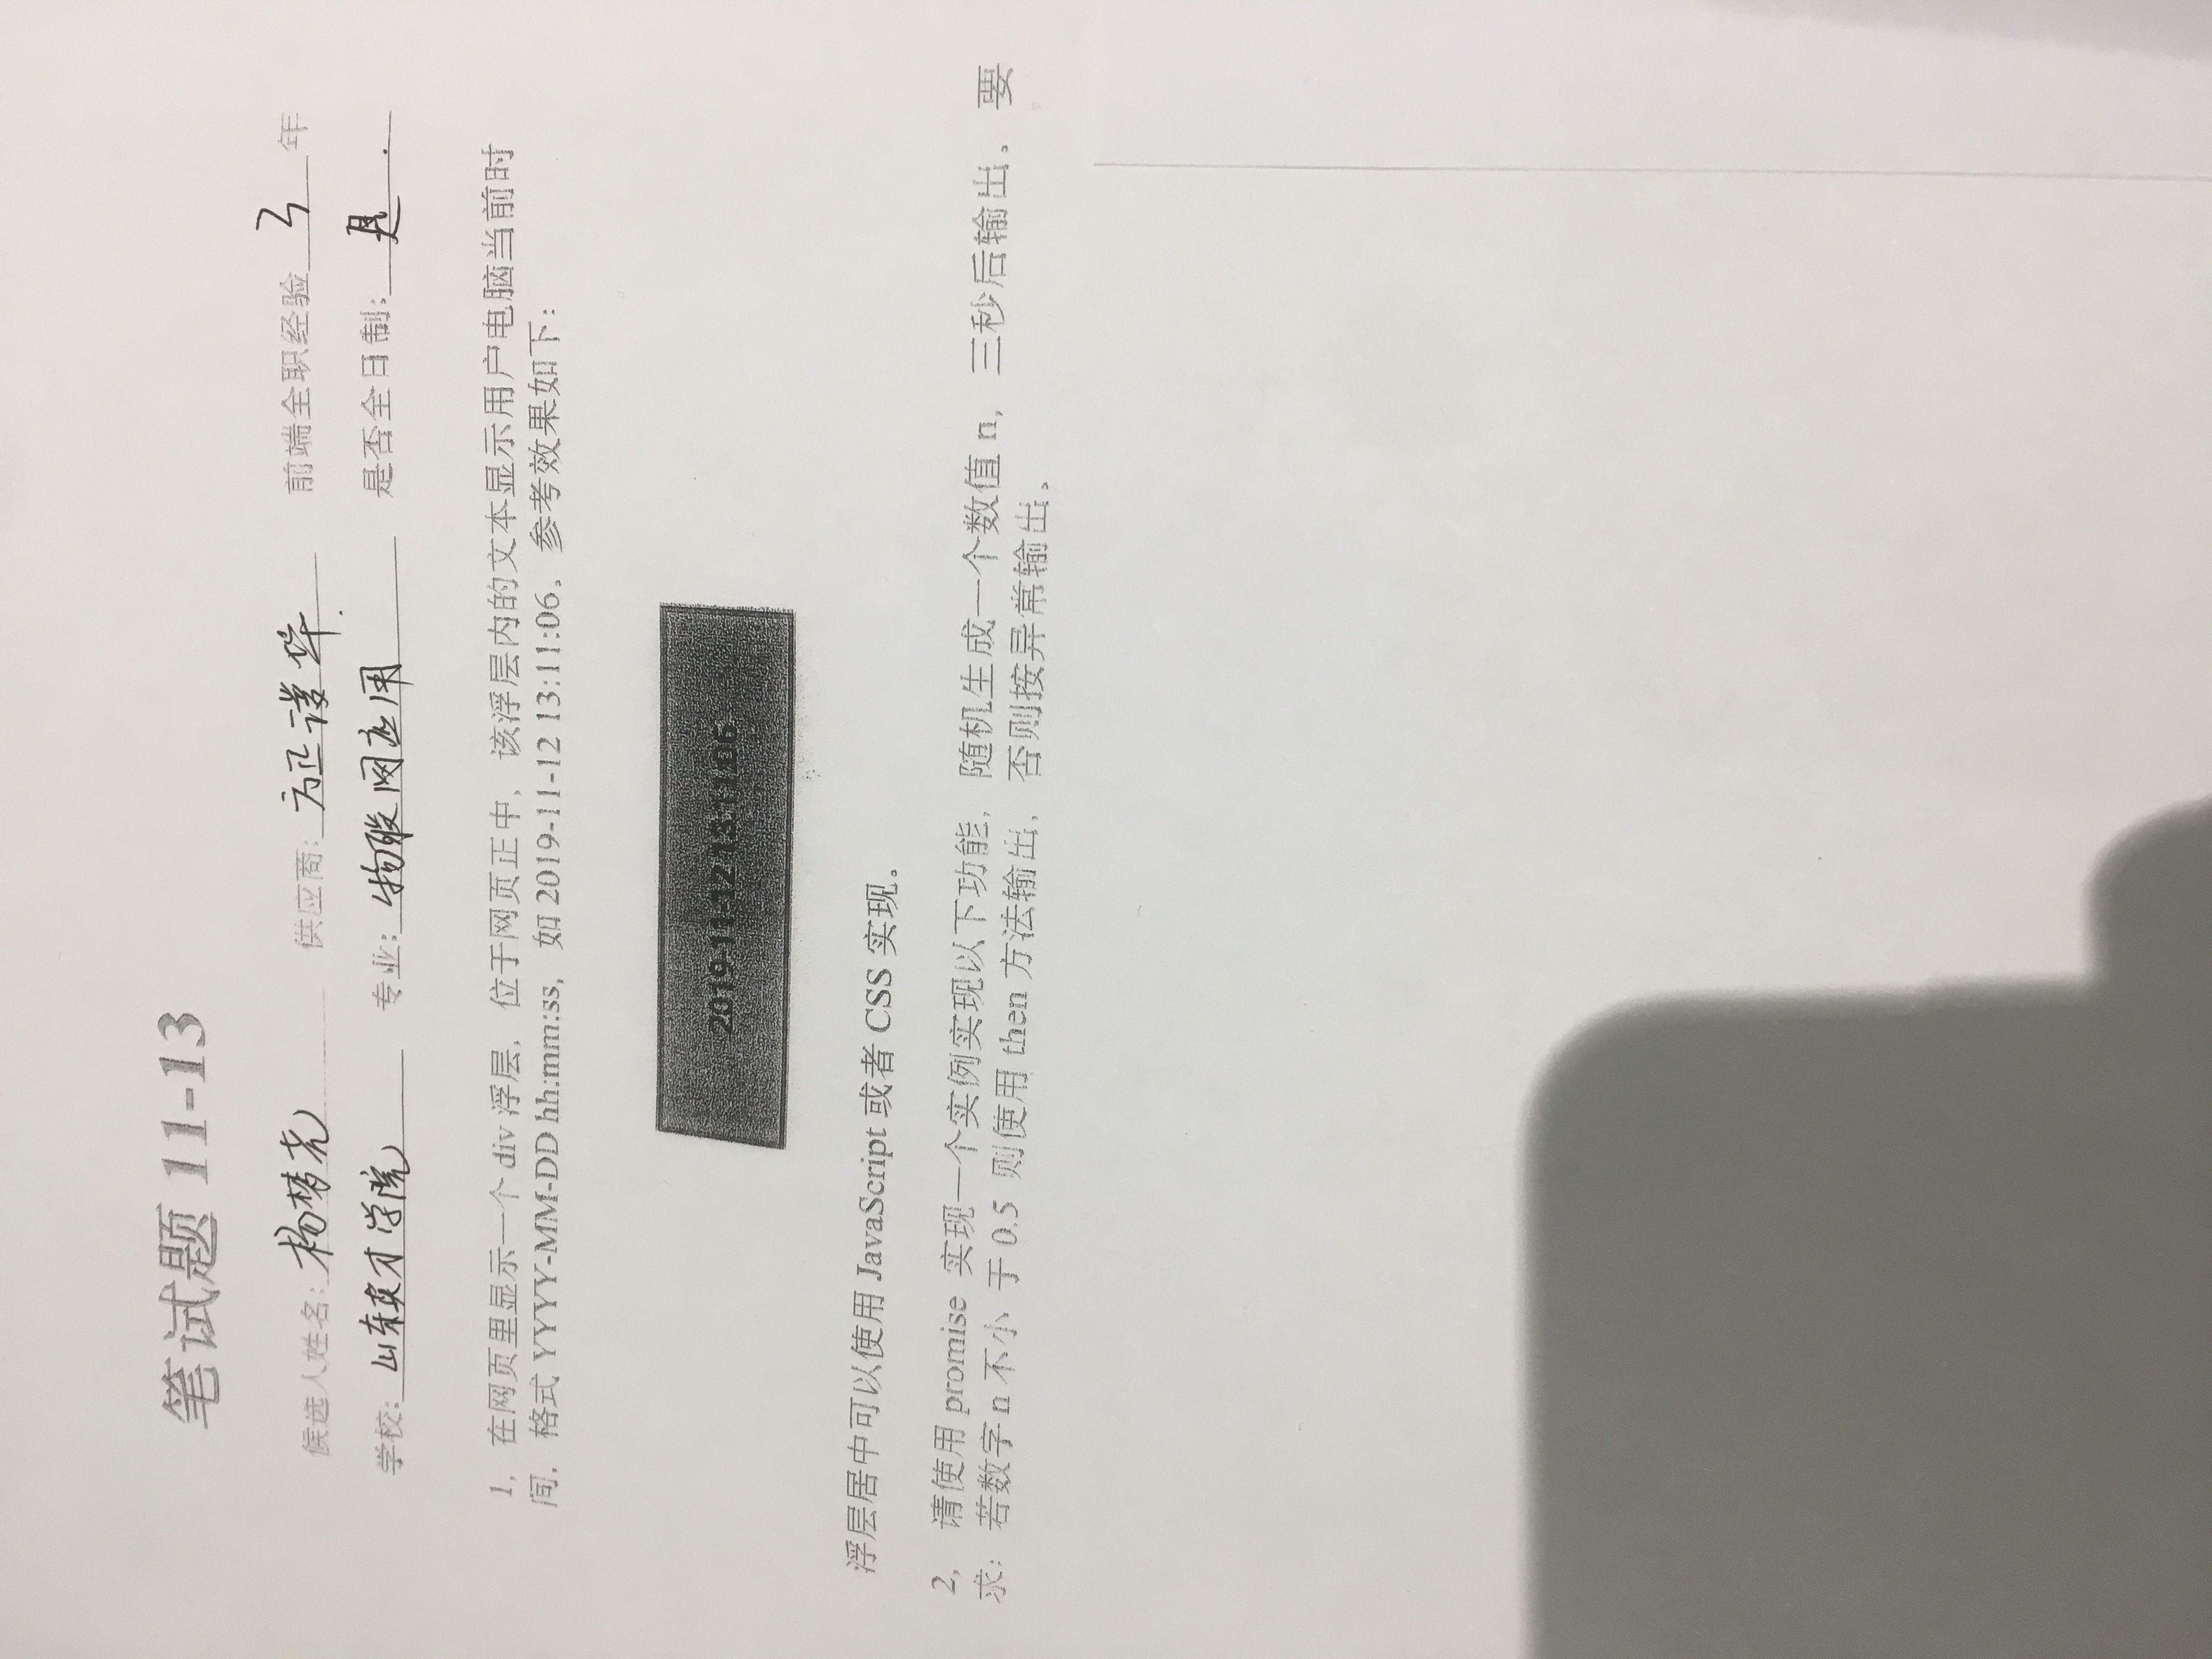 笔试题 11-13
候选人姓名: 杨梦尧 供应商: 方正 前端全职经验 3 年
学校: 山东英才学院 专业: 物联网应用 是否全日制: 是.
1, 在网页里显示一个 div 浮层, 位于网页正中, 该浮层内的文本显示用户电脑当前时
间, 格式 YYYY-MM-DD hh:mm:ss, 如 2019-11-12 13:11:06。参考效果如下:
2019-11-12 13:11:06
浮层居中可以使用 JavaScript 或者 CSS 实现。
2, 请使用 promise 实现一个实例实现以下功能, 随机生成一个数值 n, 三秒后输出。要
求: 若数字 n 不小 于 0.5 则使用 then 方法输出, 否则按异常输出。